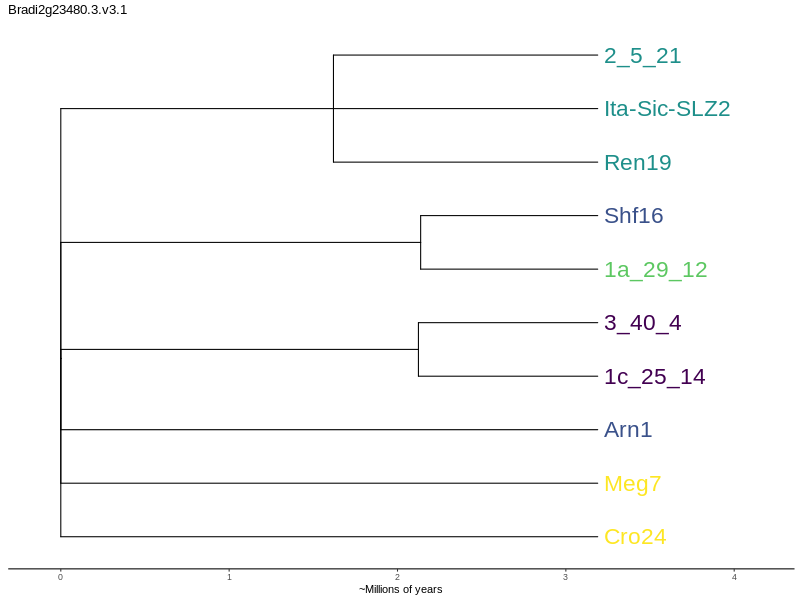 Bradi2g23480.3.v3.1
2_5_21
Ita-Sic-SLZ2
Ren19
Shf16
1a_29_12
3_40_4
1c_25_14
Arn1
Meg7
Cro24
0 1 2 3 4
~Millions of years